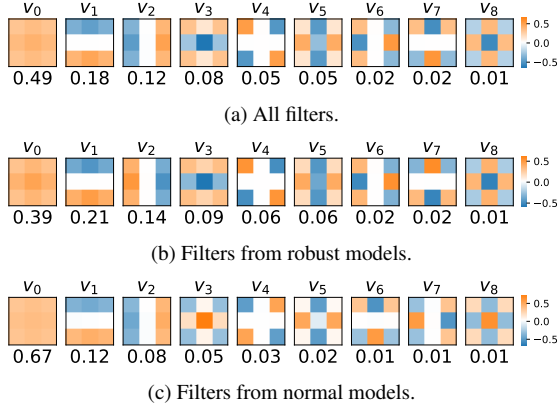 v0 v1 v2 v3 v4 v5 v6 v7 v8
0.5
0.0
−0.5
0.49 0.18 0.12 0.08 0.05 0.05 0.02 0.02 0.01
(a) All filters.
v0 v1 v2 v3 v4 v5 v6 v7 v8
0.5
0.0
−0.5
0.39 0.21 0.14 0.09 0.06 0.06 0.02 0.02 0.01
(b) Filters from robust models.
v0 v1 v2 v3 v4 v5 v6 v7 v8
0.5
0.0
−0.5
0.67 0.12 0.08 0.05 0.03 0.02 0.01 0.01 0.01
(c) Filters from normal models.